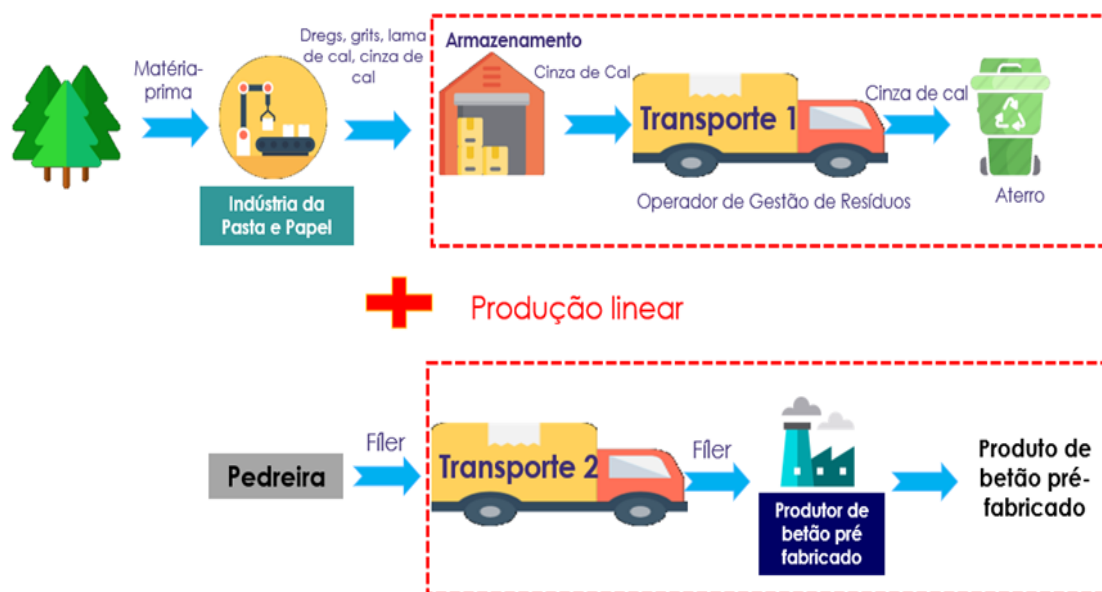 Matéria-
prima
Indústria da
Pasta e Papel
Dregs, grits, lama
de cal, cinza de
cal
Armazenamento
Cinza de Cal
Transporte 1
Operador de Gestão de Resíduos
Cinza de cal
Aterro
Produção linear
Pedreira
Fíler
Transporte 2
Fíler
Produtor de
betão pré
fabricado
Produto de
betão pré-
fabricado